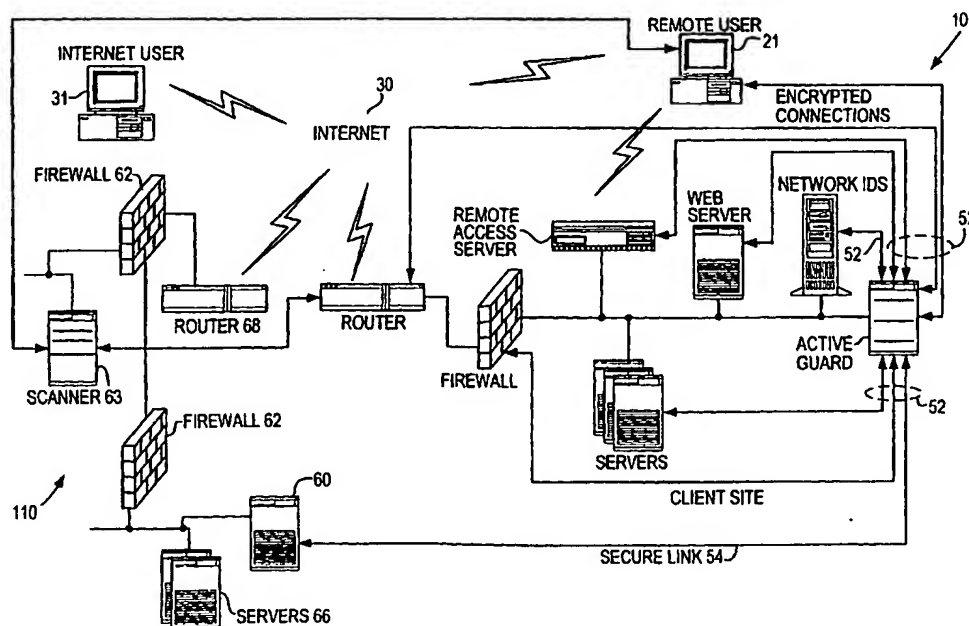 REMOTE USER
10
INTERNET USER
21
31
30
INTERNET
ENCRYPTED
CONNECTIONS
FIREWALL 62
NETWORK IDS
WEB
SERVER
REMOTE
ACCESS
SERVER
52
52
ROUTER 68
ROUTER
ACTIVE
GUARD
FIREWALL
SCANNER 63
52
FIREWALL 62
SERVERS
60
CLIENT SITE
110
SECURE LINK 54
SERVERS 66